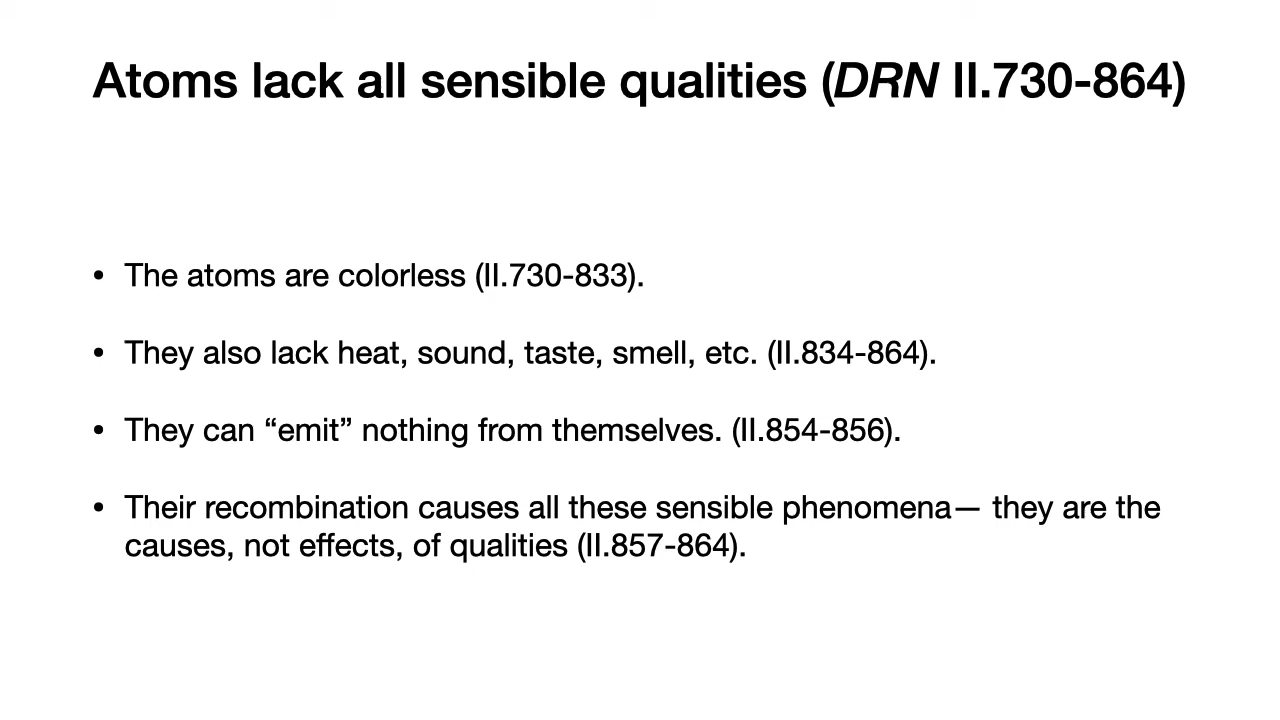 Atoms lack all sensible qualities (DRN II.730-864)
• The atoms are colorless (II.730-833).
• They also lack heat, sound, taste, smell, etc. (II.834-864).
• They can “emit” nothing from themselves. (II.854-856).
• Their recombination causes all these sensible phenomena— they are the
causes, not effects, of qualities (II.857-864).